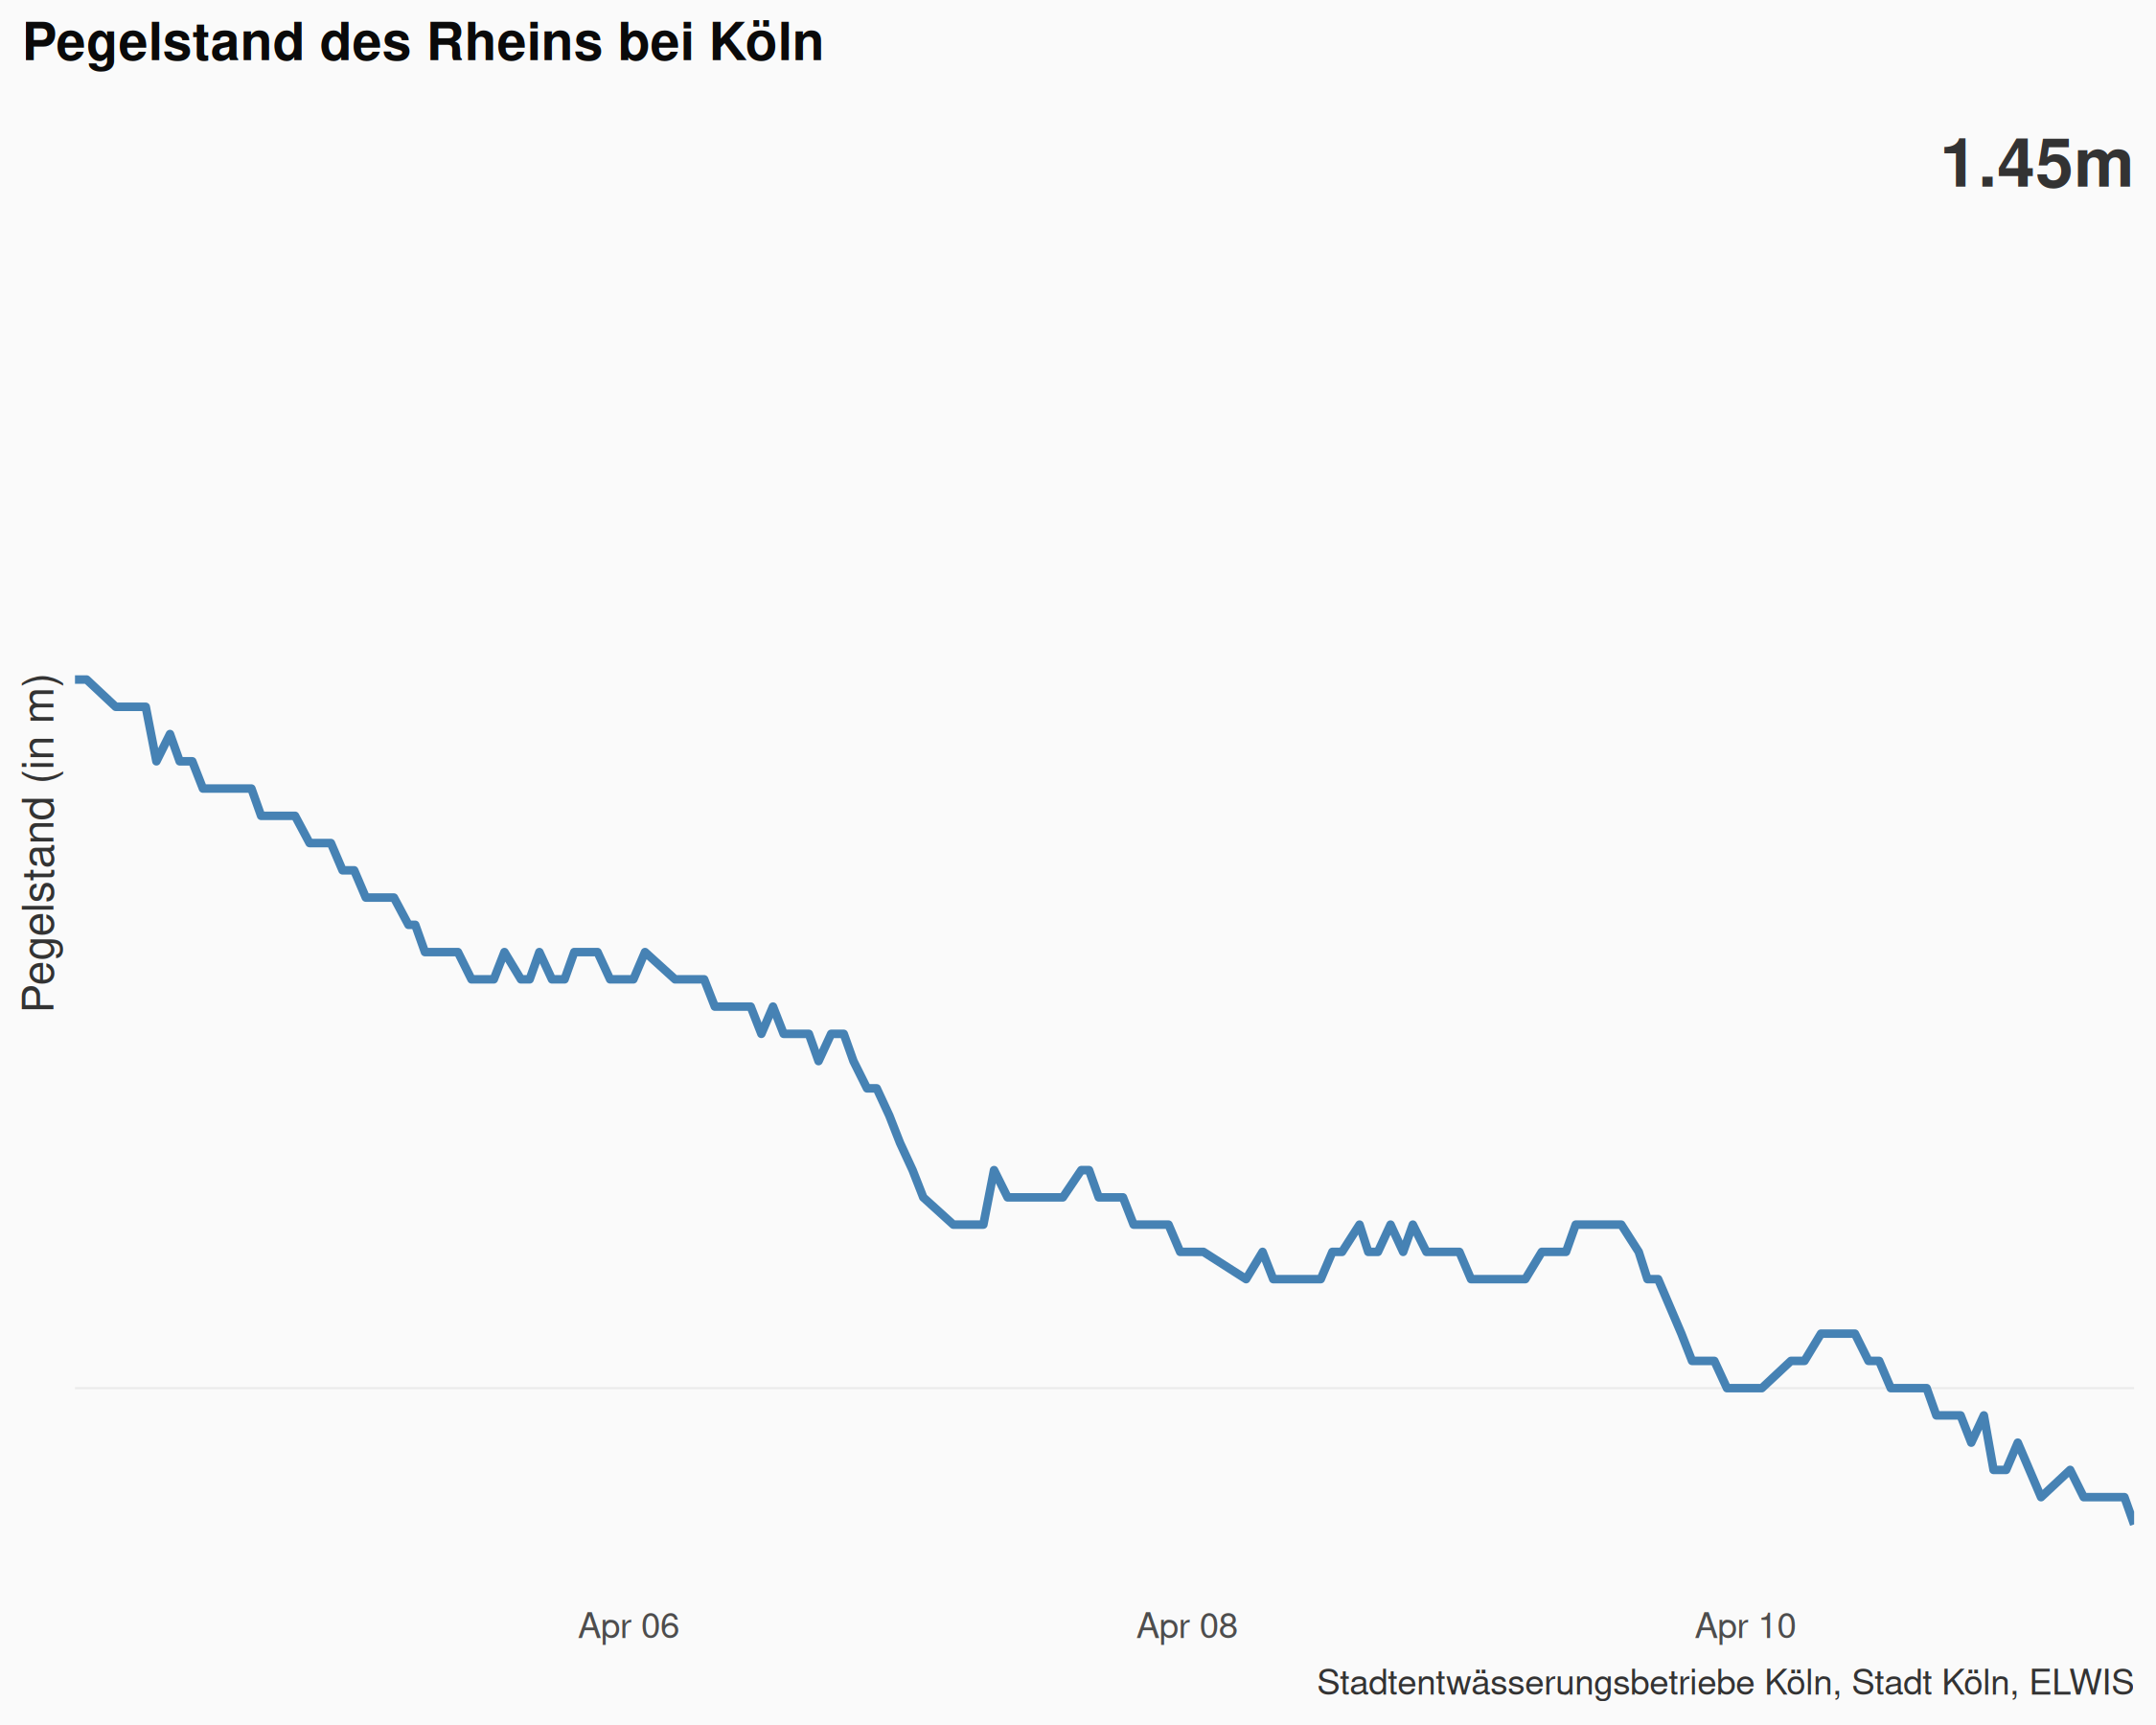 Pegelstand des Rheins bei Köln
1.45m
Pegelstand (in m)
Apr 06
Apr 08
Apr 10
Stadtentwässerungsbetriebe Köln, Stadt Köln, ELWIS